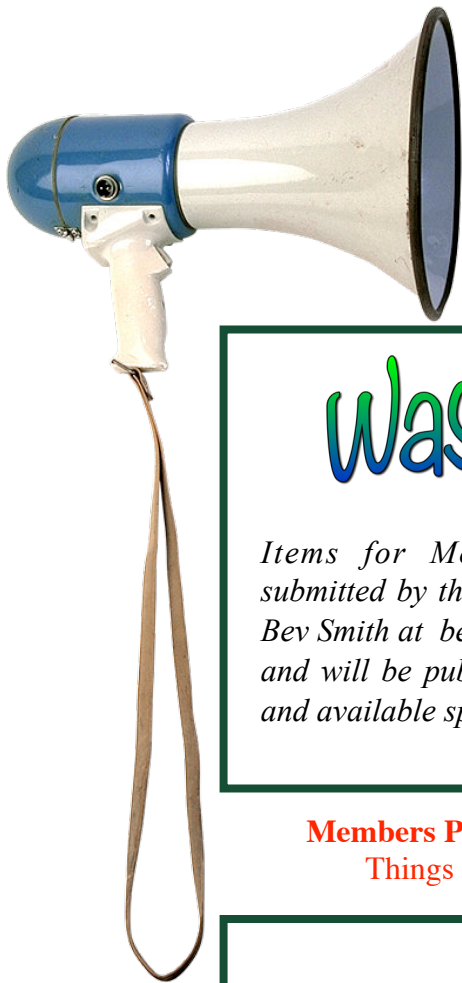 Was
Items for Me
submitted by th
Bev Smith at be
and will be pub
and available sp
Members P
Things